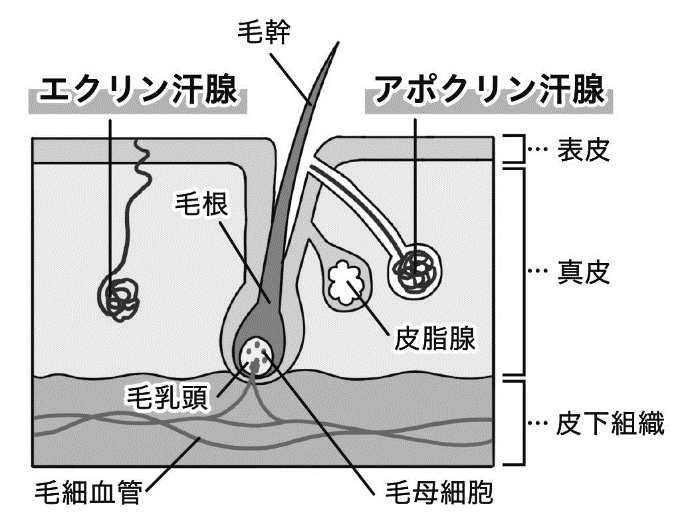 毛幹
エクリン汗腺
アポクリン汗腺
… 表皮
毛根
… 真皮
皮脂腺
毛乳頭
… 皮下組織
毛細血管
毛母細胞